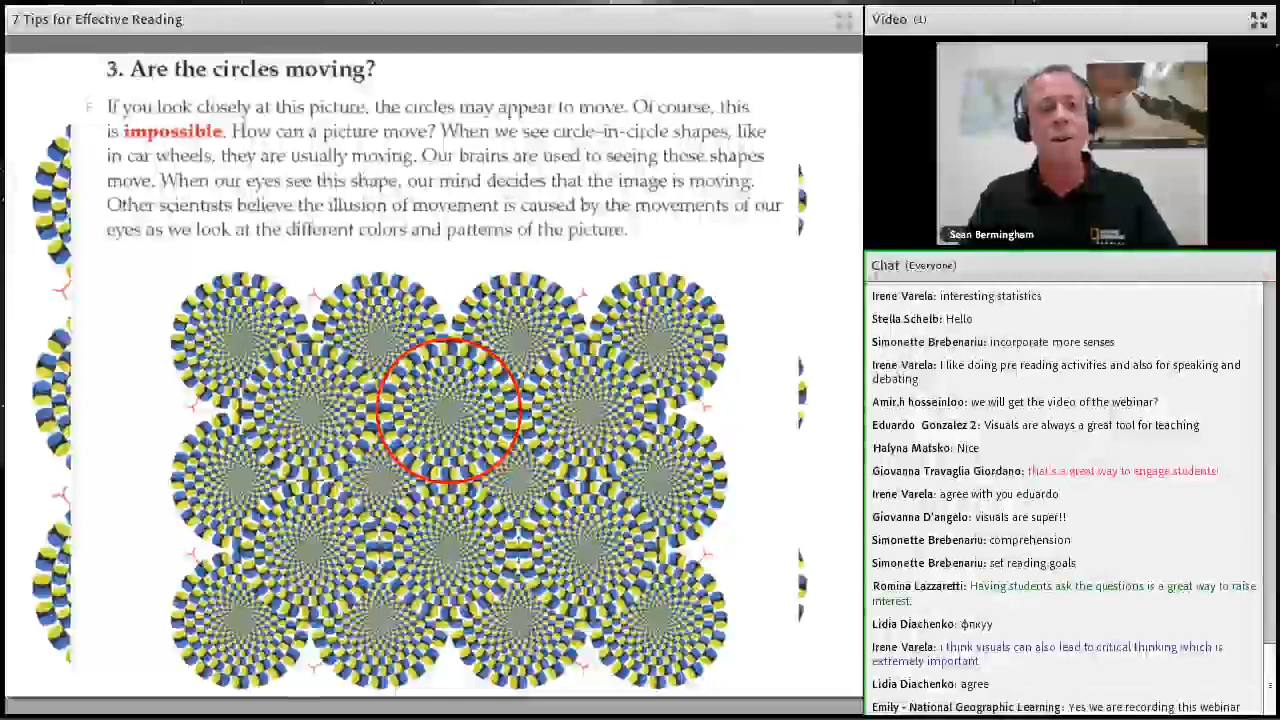 7 Tips for Effective Reading
3. Are the circles moving?
F If you look closely at this picture, the circles may appear to move. Of course, this
is impossible. How can a picture move? When we see circle-in-circle shapes, like
in car wheels, they are usually moving. Our brains are used to seeing these shapes
move. When our eyes see this shape, our mind decides that the image is moving.
Other scientists believe the illusion of movement is caused by the movements of our
eyes as we look at the different colors and patterns of the picture.
Video (1)
Sean Bermingham
Chat (Everyone)
Irene Varela: interesting statistics
Stella Schelb: Hello
Simonette Brebenariu: incorporate more senses
Irene Varela: I like doing pre reading activities and also for speaking and
debating
Amir.h hosseinloo: we will get the video of the webinar?
Eduardo Gonzalez 2: Visuals are always a great tool for teaching
Halyna Matsko: Nice
Giovanna Travaglia Giordano: that's a great way to engage students!
Irene Varela: agree with you eduardo
Giovanna D'angelo: visuals are super!!
Simonette Brebenariu: comprehension
Simonette Brebenariu: set reading goals
Romina Lazzaretti: Having students ask the questions is a great way to raise
interest.
Lidia Diachenko: фпкуу
Irene Varela: i think visuals can also lead to critical thinking which is
extremely important
Lidia Diachenko: agree
Emily - National Geographic Learning: Yes we are recording this webinar